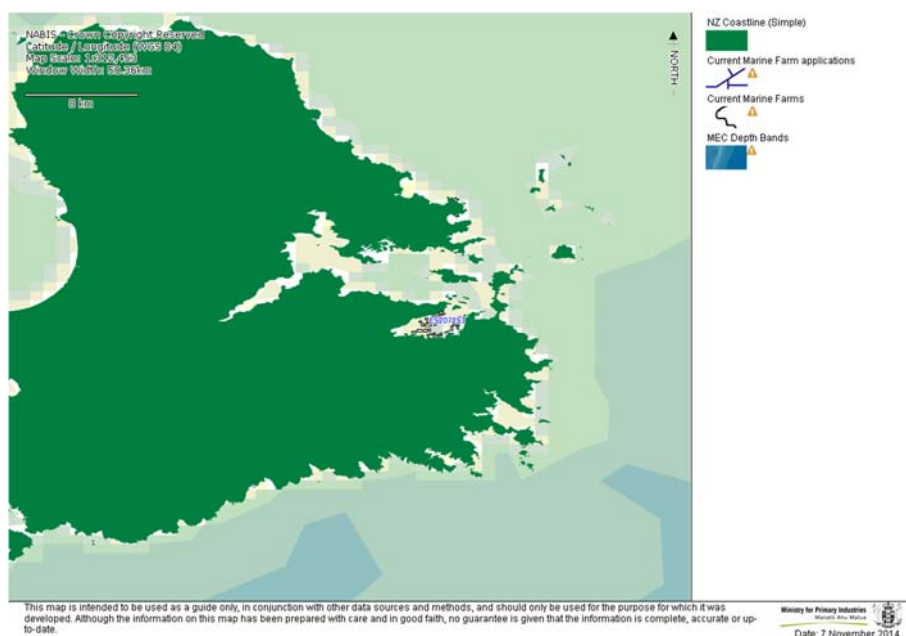 NABIS - Crown Copyright Reserved
Latitude / Longitude (WGS 84)
Map Scale: 1:312,453
Window Width: 50.36km
8 km
NORTH
NZ Coastline (Simple)
Current Marine Farm applications
Current Marine Farms
MEC Depth Bands
This map is intended to be used as a guide only, in conjunction with other data sources and methods, and should only be used for the purpose for which it was
developed. Although the information on this map has been prepared with care and in good faith, no guarantee is given that the information is complete, accurate or up-
to-date.
Ministry for Primary Industries
Manatū Ahu Matua
Date: 7 November 2014